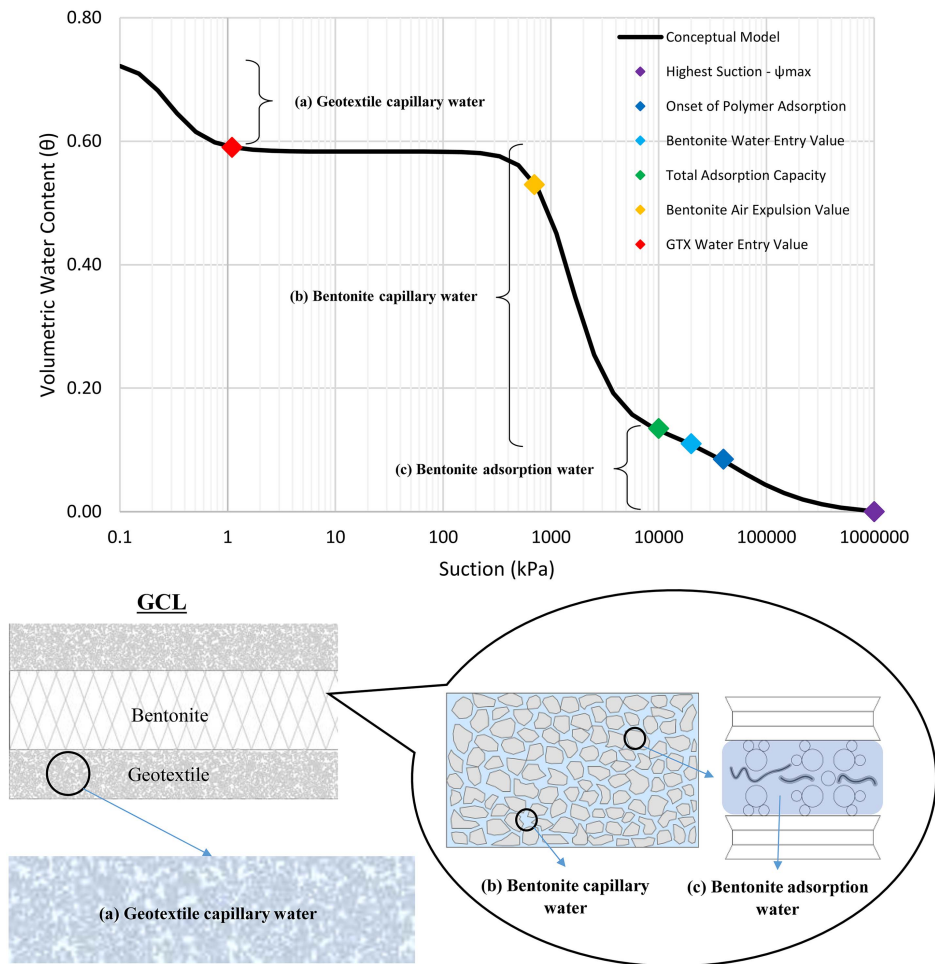 0.80
0.60
0.40
0.20
0.00
Volumetric Water Content (θ)
Conceptual Model
Highest Suction - ψmax
Onset of Polymer Adsorption
Bentonite Water Entry Value
Total Adsorption Capacity
Bentonite Air Expulsion Value
GTX Water Entry Value
(a) Geotextile capillary water
(b) Bentonite capillary water
(c) Bentonite adsorption water
0.1 1 10 100 1000 10000 100000 1000000
Suction (kPa)
GCL
Bentonite
Geotextile
(a) Geotextile capillary water
(b) Bentonite capillary
water
(c) Bentonite adsorption
water